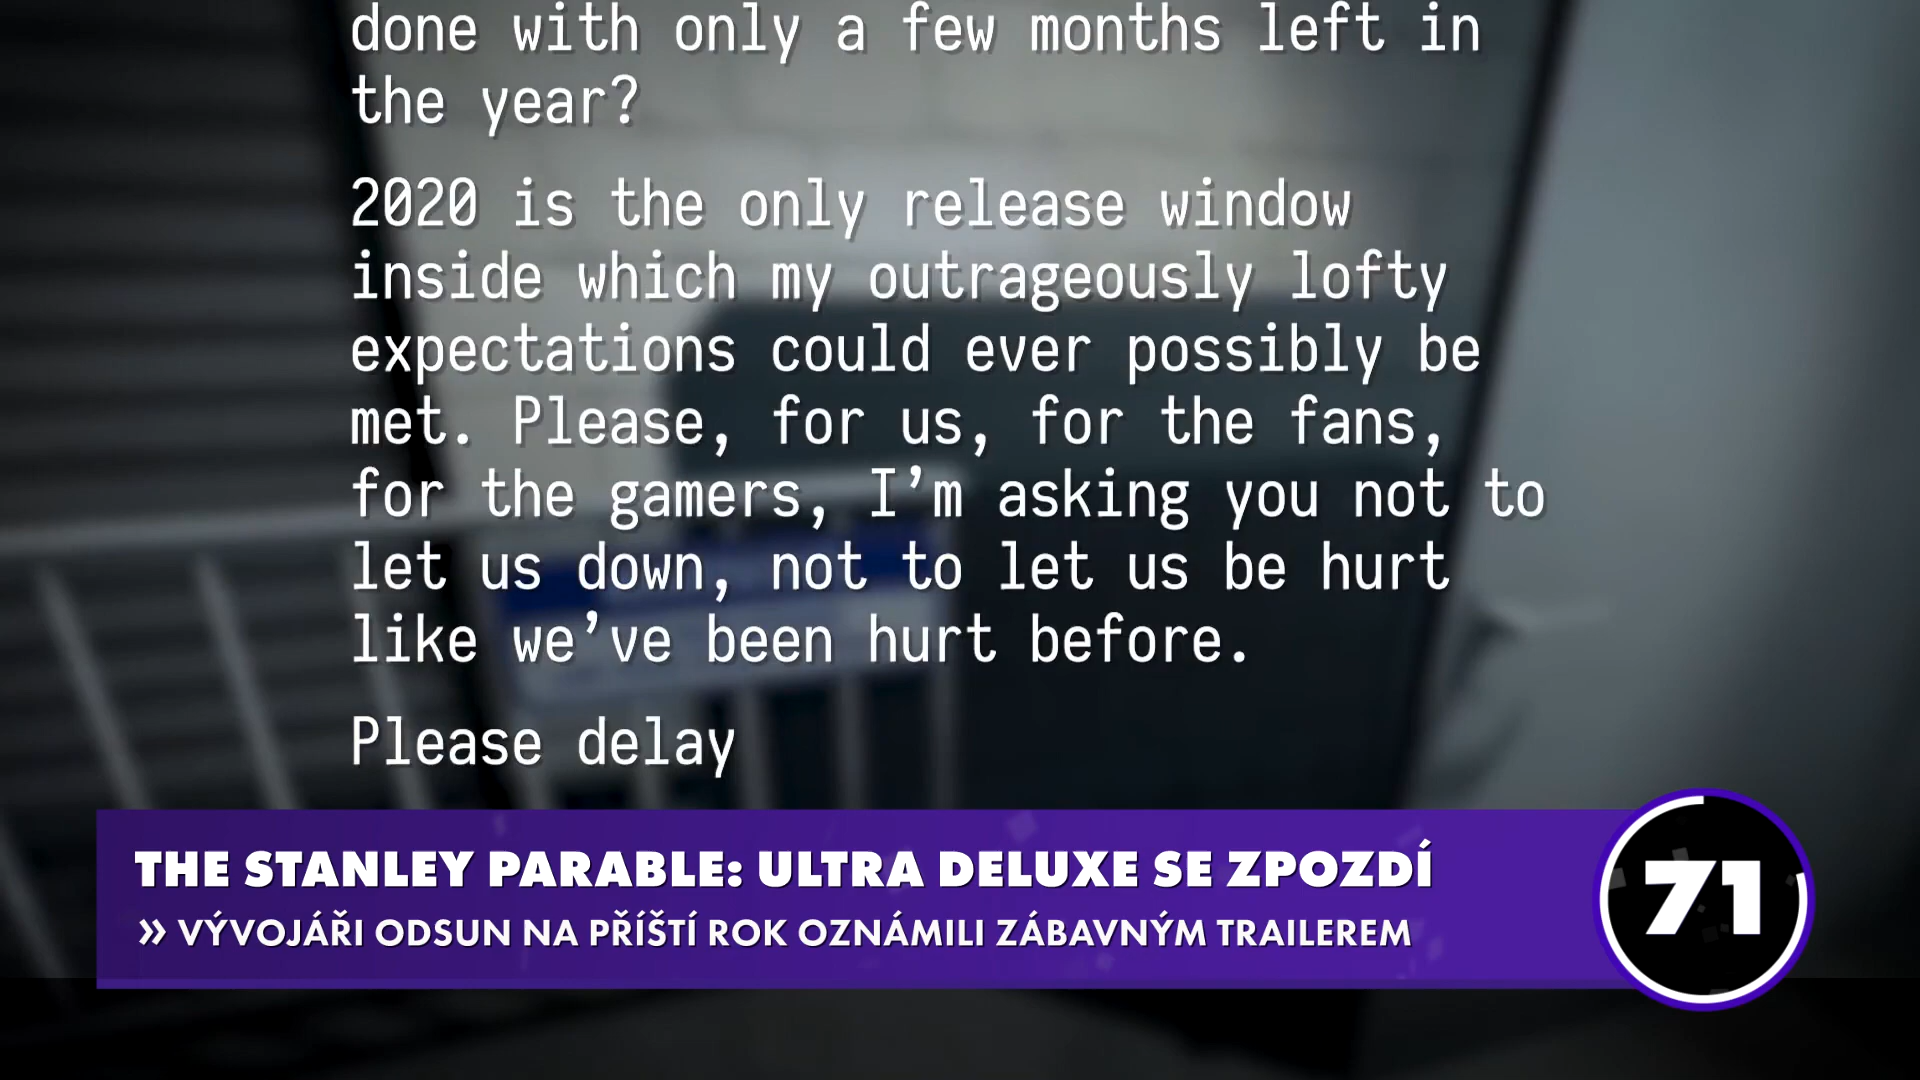 done with only a few months left in
the year?
2020 is the only release window
inside which my outrageously lofty
expectations could ever possibly be
met. Please, for us, for the fans,
for the gamers, I’m asking you not to
let us down, not to let us be hurt
like we’ve been hurt before.
Please delay
THE STANLEY PARABLE: ULTRA DELUXE SE ZPOZDÍ
» VÝVOJÁŘI ODSUN NA PŘÍŠTÍ ROK OZNÁMILI ZÁBAVNÝM TRAILEREM
71